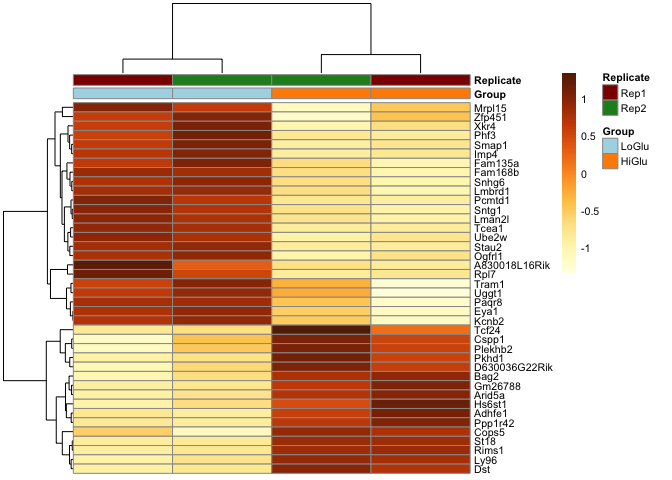 Replicate
Group
Mrpl15
Zfp451
Xkr4
Phf3
Smap1
Imp4
Fam135a
Fam168b
Snhg6
Lmbrd1
Pcmtd1
Sntg1
Lman2l
Tcea1
Ube2w
Stau2
Ogfrl1
A830018L16Rik
Rpl7
Tram1
Uggt1
Paqr8
Eya1
Kcnb2
Tcf24
Cspp1
Plekhb2
Pkhd1
D630036G22Rik
Bag2
Gm26788
Arid5a
Hs6st1
Adhfe1
Ppp1r42
Cops5
St18
Rims1
Ly96
Dst
1
0.5
0
-0.5
-1
Replicate
Rep1
Rep2
Group
LoGlu
HiGlu